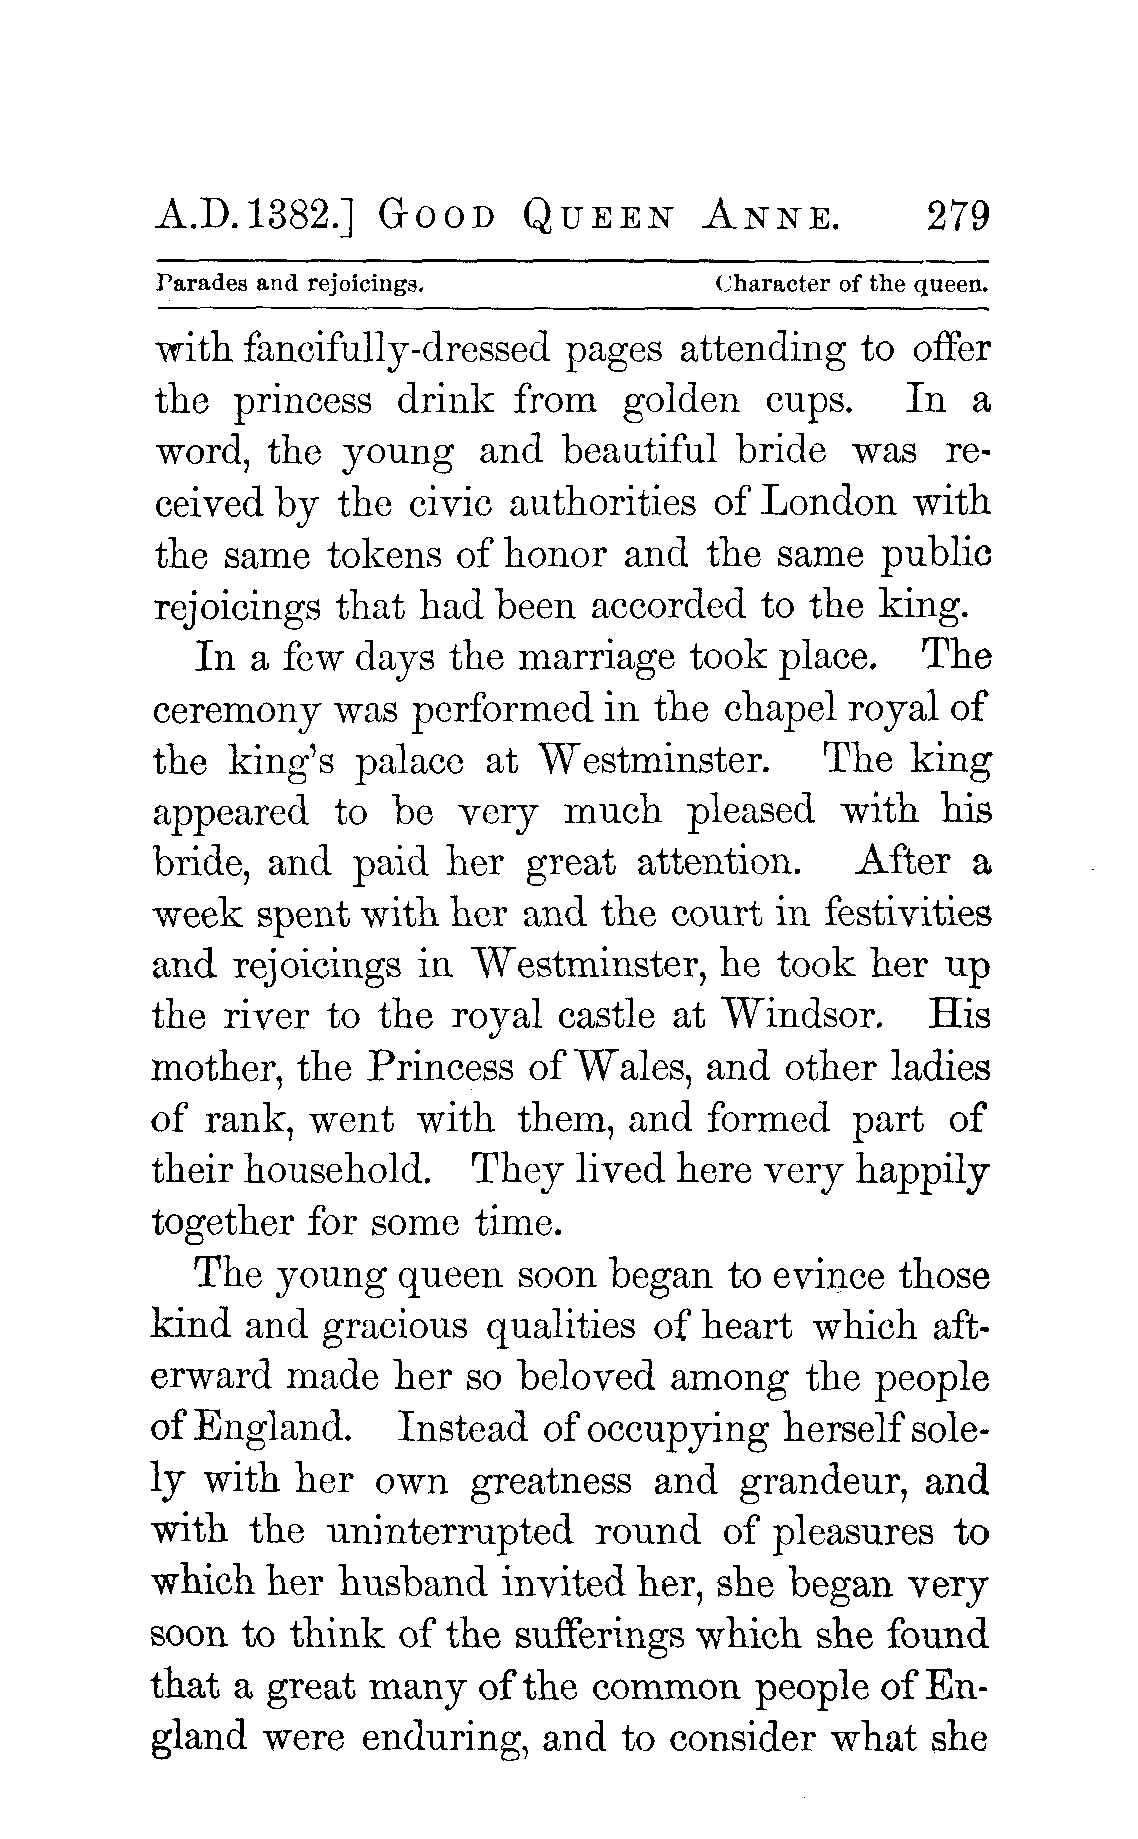 A.D. 1382.] GOOD QUEEN ANNE. 279
Parades and rejoicings. Character of the queen.
with fancifully-dressed pages attending to offer
the princess drink from golden cups. In a
word, the young and beautiful bride was re-
ceived by the civic authorities of London with
the same tokens of honor and the same public
rejoicings that had been accorded to the king.
In a few days the marriage took place. The
ceremony was performed in the chapel royal of
the king's palace at Westminster. The king
appeared to be very much pleased with his
bride, and paid her great attention. After a
week spent with her and the court in festivities
and rejoicings in Westminster, he took her up
the river to the royal castle at Windsor. His
mother, the Princess of Wales, and other ladies
of rank, went with them, and formed part of
their household. They lived here very happily
together for some time.
The young queen soon began to evince those
kind and gracious qualities of heart which aft-
erward made her so beloved among the people
of England. Instead of occupying herself sole-
ly with her own greatness and grandeur, and
with the uninterrupted round of pleasures to
which her husband invited her, she began very
soon to think of the sufferings which she found
that a great many of the common people of En-
gland were enduring, and to consider what she